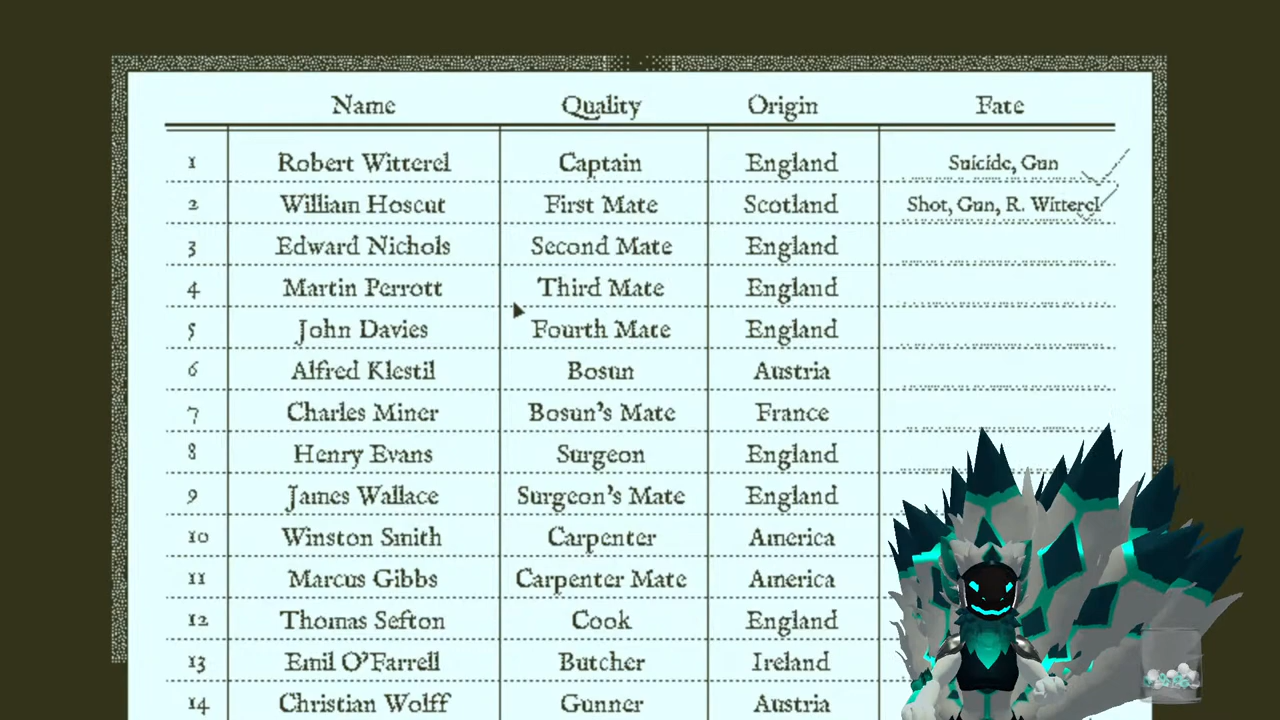 Name Quality Origin Fate
1 Robert Witterel Captain England Suicide, Gun
2 William Hoscut First Mate Scotland Shot, Gun, R. Witterel
3 Edward Nichols Second Mate England
4 Martin Perrott Third Mate England
5 John Davies Fourth Mate England
6 Alfred Klestil Bosun Austria
7 Charles Miner Bosun's Mate France
8 Henry Evans Surgeon England
9 James Wallace Surgeon's Mate England
10 Winston Smith Carpenter America
11 Marcus Gibbs Carpenter Mate America
12 Thomas Sefton Cook England
13 Emil O'Farrell Butcher Ireland
14 Christian Wolff Gunner Austria